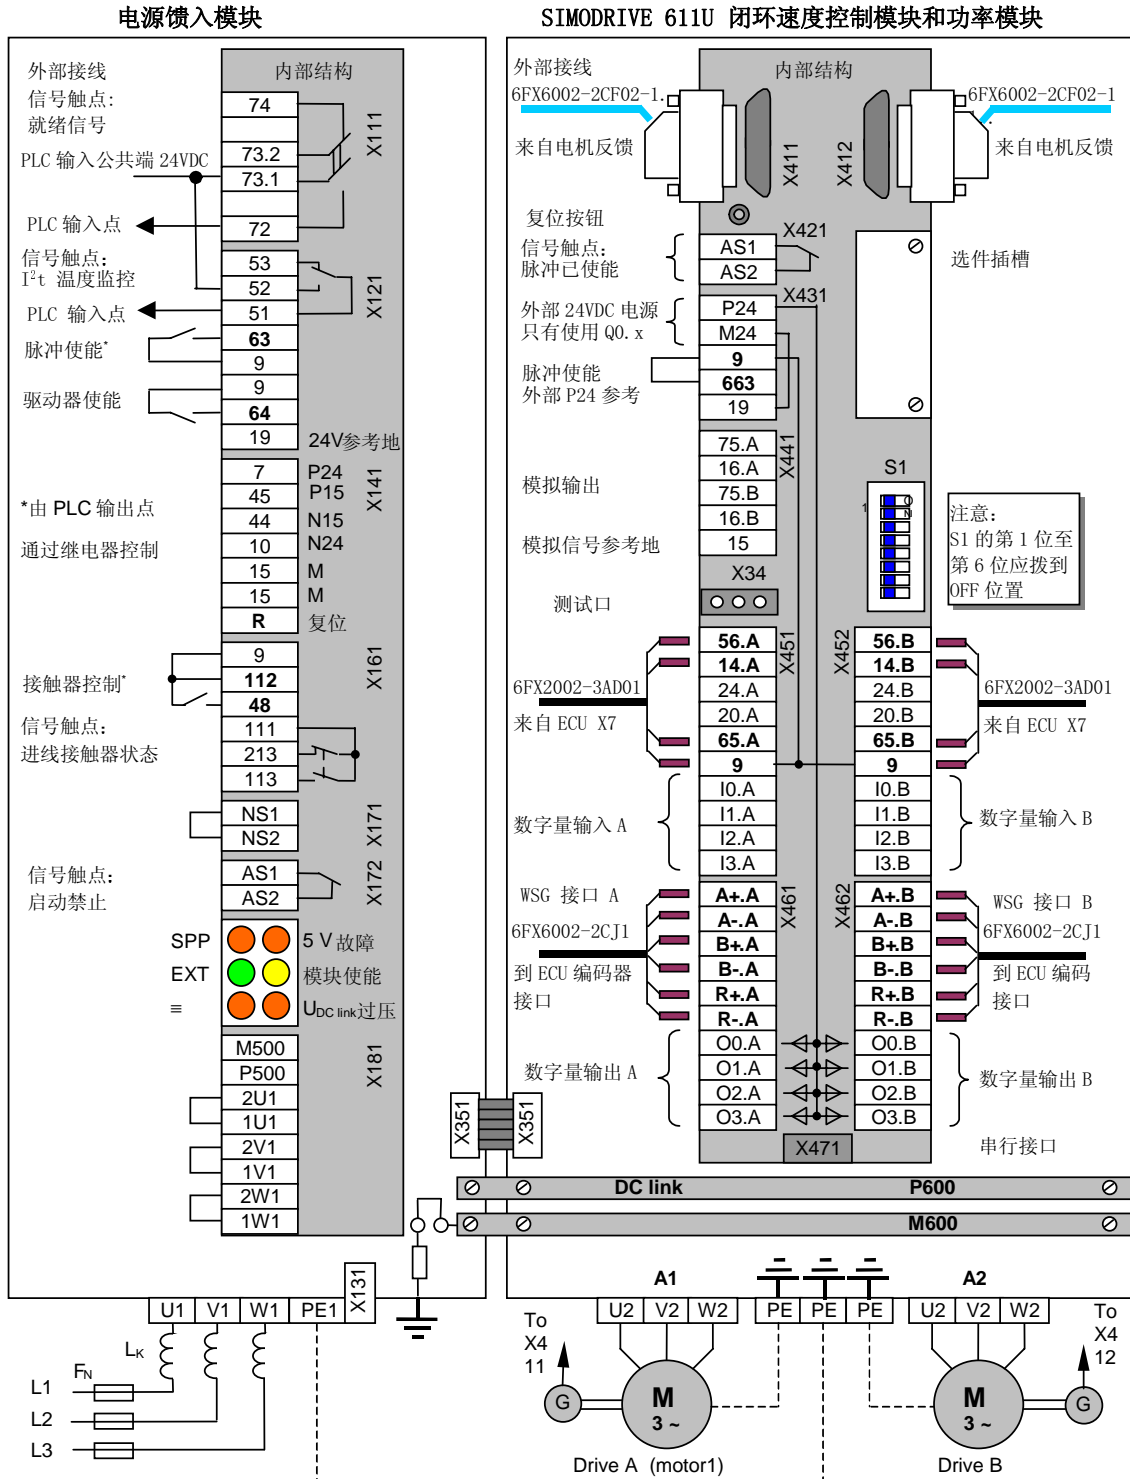 电源馈入模块
外部接线
内部结构
信号触点:
就绪信号
PLC 输入公共端 24VDC
PLC 输入点
信号触点:
I²t 温度监控
PLC 输入点
脉冲使能*
驱动器使能
*由 PLC 输出点
通过继电器控制
接触器控制*
信号触点:
进线接触器状态
信号触点:
启动禁止
74
73.2
73.1
72
X111
53
52
51
63
9
9
64
19
24V参考地
X121
7 P24
45 P15
44 N15
10 N24
15 M
15 M
R 复位
X141
9
112
48
111
213
113
X161
NS1
NS2
X171
AS1
AS2
X172
SPP 5 V 故障
EXT 模块使能
≡ UDC link过压
M500
P500
2U1
1U1
2V1
1V1
2W1
1W1
X181
X351
X131
U1 V1 W1 PE1
LK
FN
L1
L2
L3
SIMODRIVE 611U 闭环速度控制模块和功率模块
外部接线
内部结构
6FX6002-2CF02-1.
6FX6002-2CF02-1
.
来自电机反馈
来自电机反馈
X411
X412
复位按钮
信号触点:
脉冲已使能
X421
AS1
AS2
选件插槽
外部 24VDC 电源
只有使用 Q0.x
X431
P24
M24
9
663
19
脉冲使能
外部 P24 参考
模拟输出
模拟信号参考地
75.A
16.A
75.B
16.B
15
X441
S1
1
O
N
注意:
S1 的第 1 位至
第 6 位应拨到
OFF 位置
X34
测试口
56.A
14.A
24.A
20.A
65.A
9
X451
X452
56.B
14.B
24.B
20.B
65.B
9
6FX2002-3AD01
来自 ECU X7
6FX2002-3AD01
来自 ECU X7
数字量输入 A
I0.A
I1.A
I2.A
I3.A
I0.B
I1.B
I2.B
I3.B
数字量输入 B
WSG 接口 A
6FX6002-2CJ1
到 ECU 编码器
接口
A+.A
A-.A
B+.A
B-.A
R+.A
R-.A
X461
X462
A+.B
A-.B
B+.B
B-.B
R+.B
R-.B
WSG 接口 B
6FX6002-2CJ1
到 ECU 编码
接口
数字量输出 A
O0.A
O1.A
O2.A
O3.A
O0.B
O1.B
O2.B
O3.B
数字量输出 B
X351
X471
串行接口
DC link P600
M600
A1
A2
U2 V2 W2 PE PE PE U2 V2 W2
To
X4
11
To
X4
12
G
M
3 ~
M
3 ~
G
Drive A (motor1)
Drive B